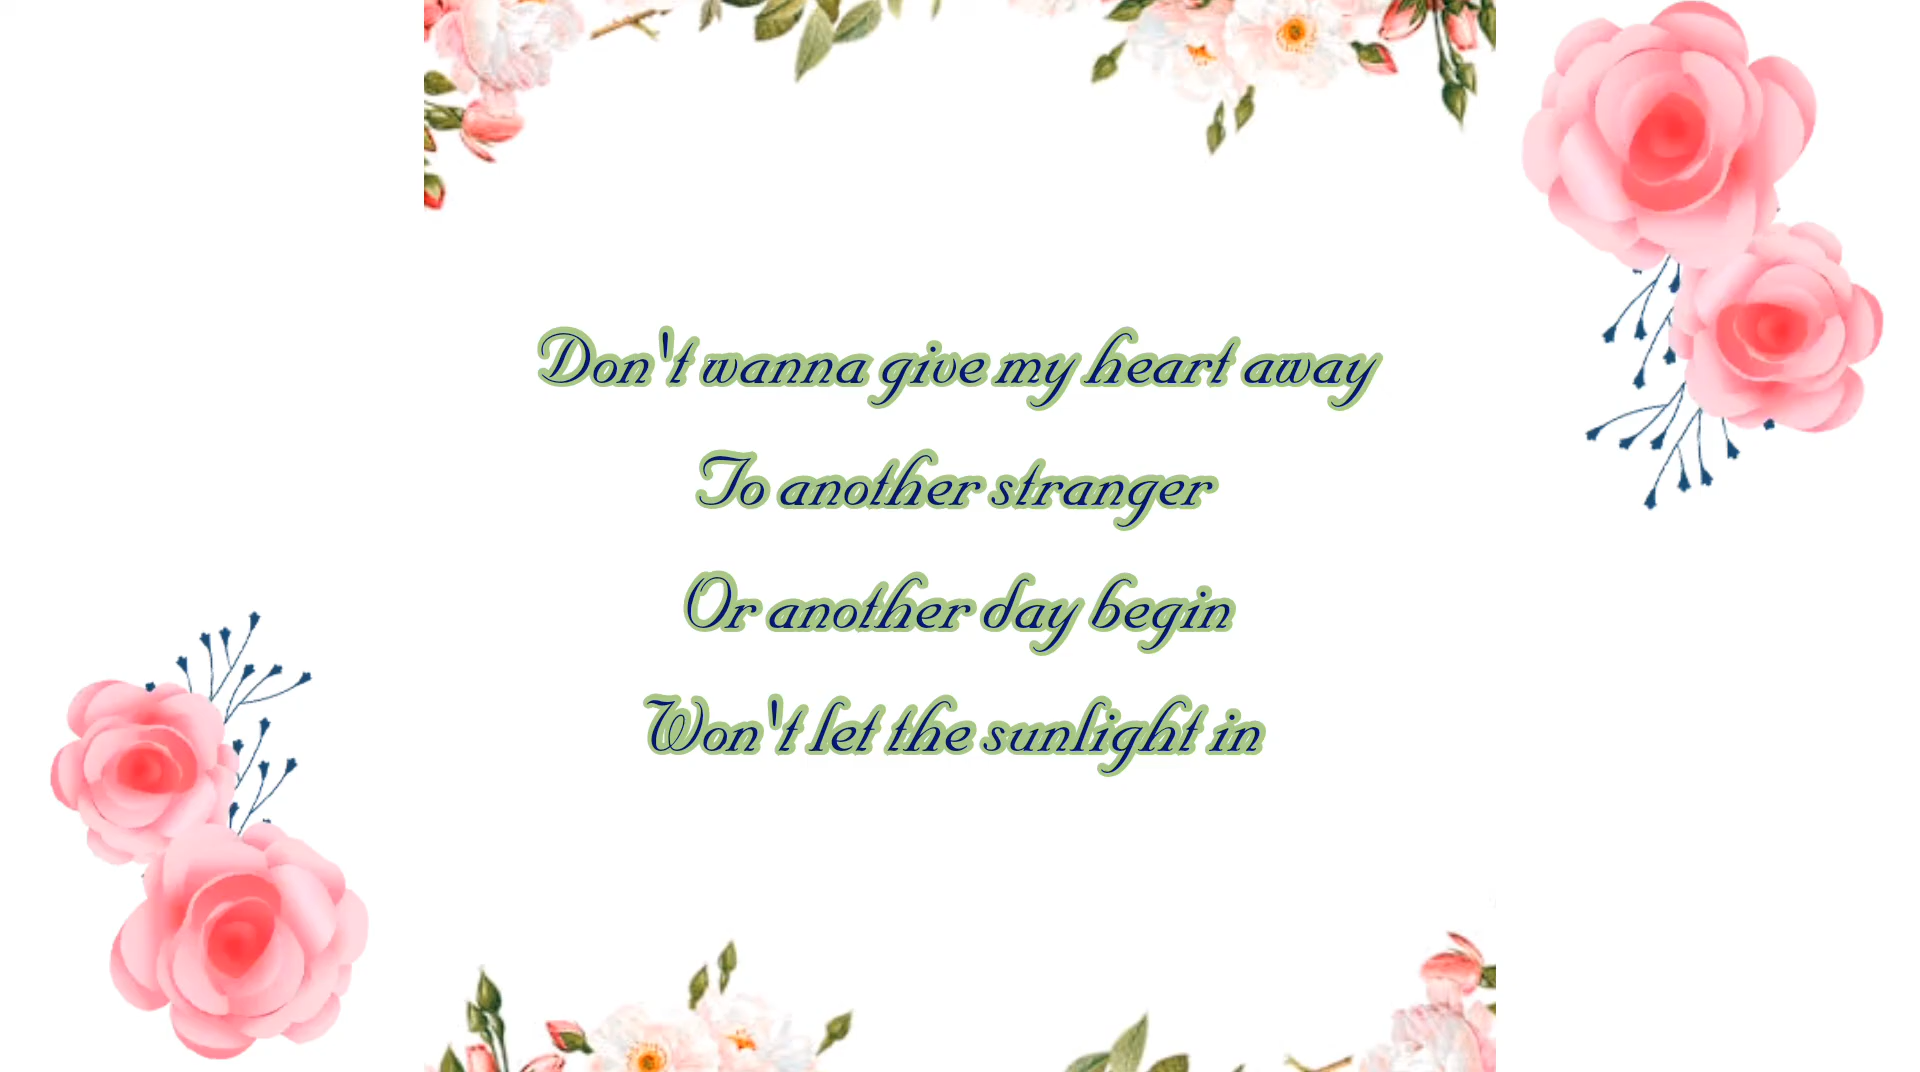 Don't wanna give my heart away
To another stranger
Or another day begin
Won't let the sunlight in